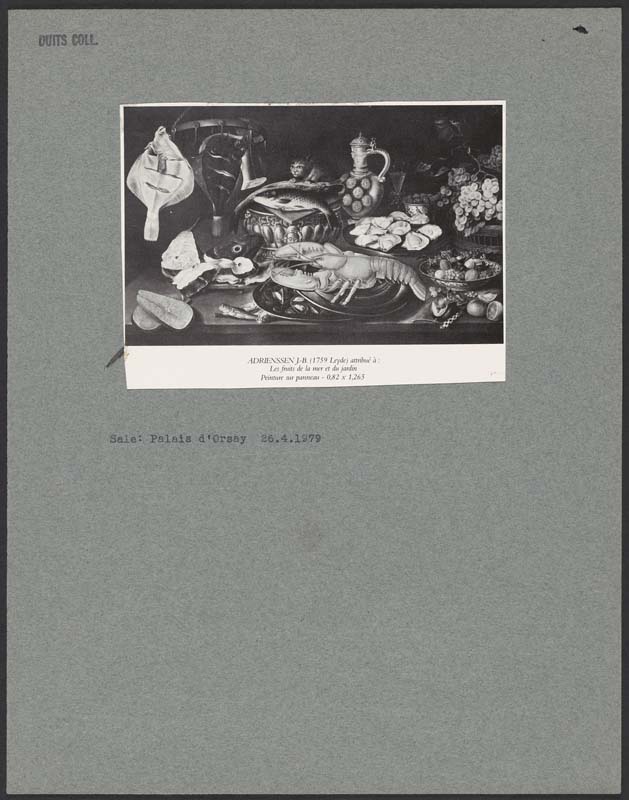 DUITS COLL.
ADRIENSSEN J.-B. (1759 Leyde) attribué à :
Les fruits de la mer et du jardin
Peinture sur panneau - 0,82 x 1,265
Sale: Palais d'Orsay 26.4.1979